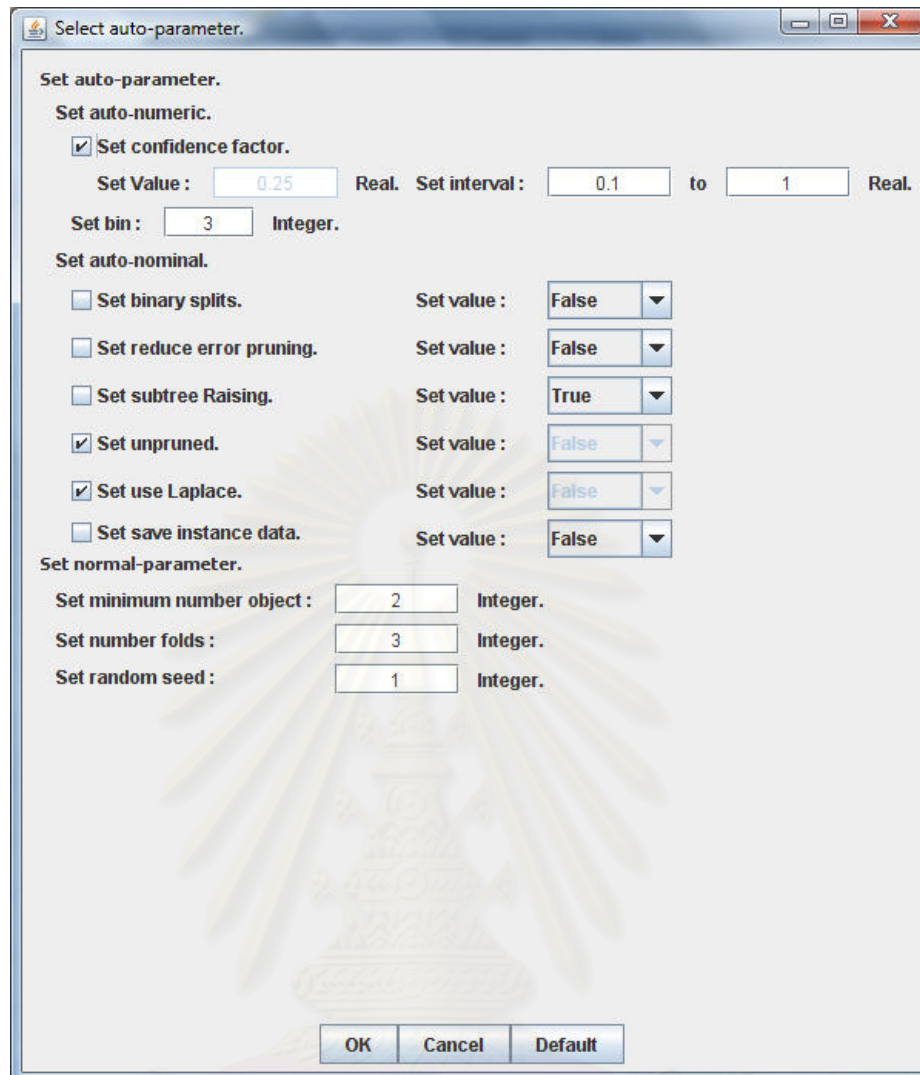 Select auto-parameter.
Set auto-parameter.
Set auto-numeric.
Set confidence factor.
Set Value : 0.25 Real. Set interval : 0.1 to 1 Real.
Set bin : 3 Integer.
Set auto-nominal.
Set binary splits. Set value : False
Set reduce error pruning. Set value : False
Set subtree Raising. Set value : True
Set unpruned. Set value : False
Set use Laplace. Set value : False
Set save instance data. Set value : False
Set normal-parameter.
Set minimum number object : 2 Integer.
Set number folds : 3 Integer.
Set random seed : 1 Integer.
OK Cancel Default